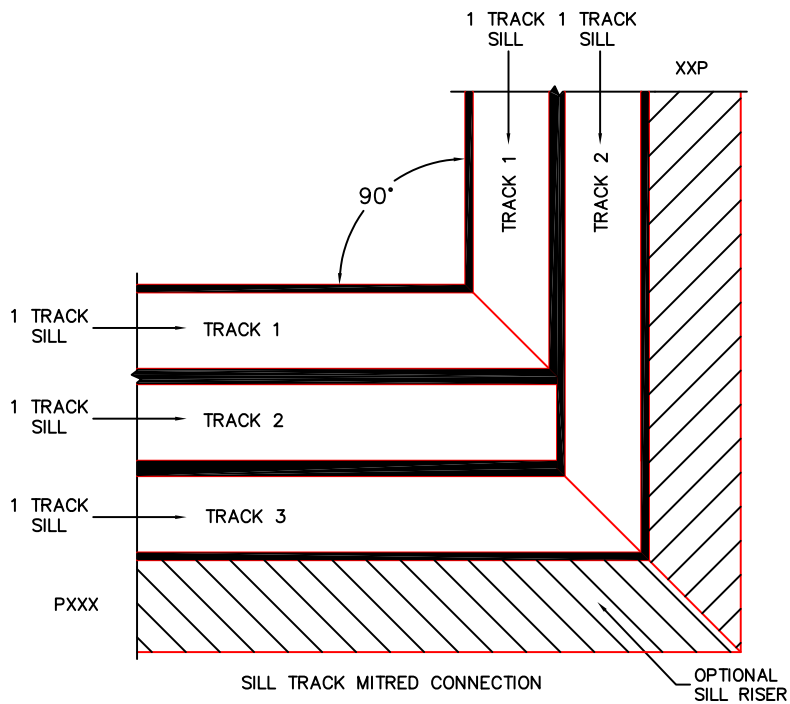 1 TRACK
SILL
1 TRACK
SILL
XXP
TRACK 1
TRACK 2
90°
1 TRACK
SILL
TRACK 1
1 TRACK
SILL
TRACK 2
1 TRACK
SILL
TRACK 3
PXXX
SILL TRACK MITRED CONNECTION
OPTIONAL
SILL RISER